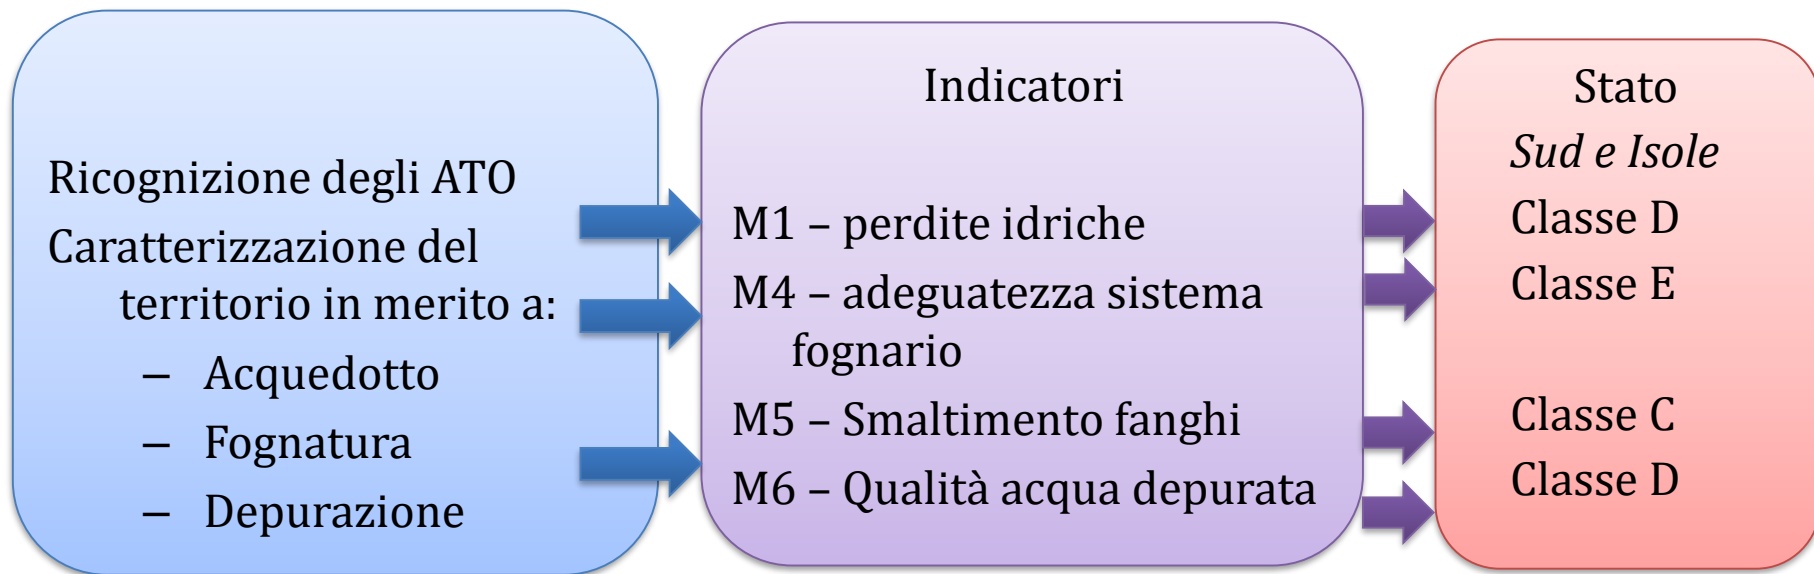 Ricognizione degli ATO
Caratterizzazione del
territorio in merito a:
– Acquedotto
– Fognatura
– Depurazione
Indicatori
M1 – perdite idriche
M4 – adeguatezza sistema
fognario
M5 – Smaltimento fanghi
M6 – Qualità acqua depurata
Stato
Sud e Isole
Classe D
Classe E
Classe C
Classe D